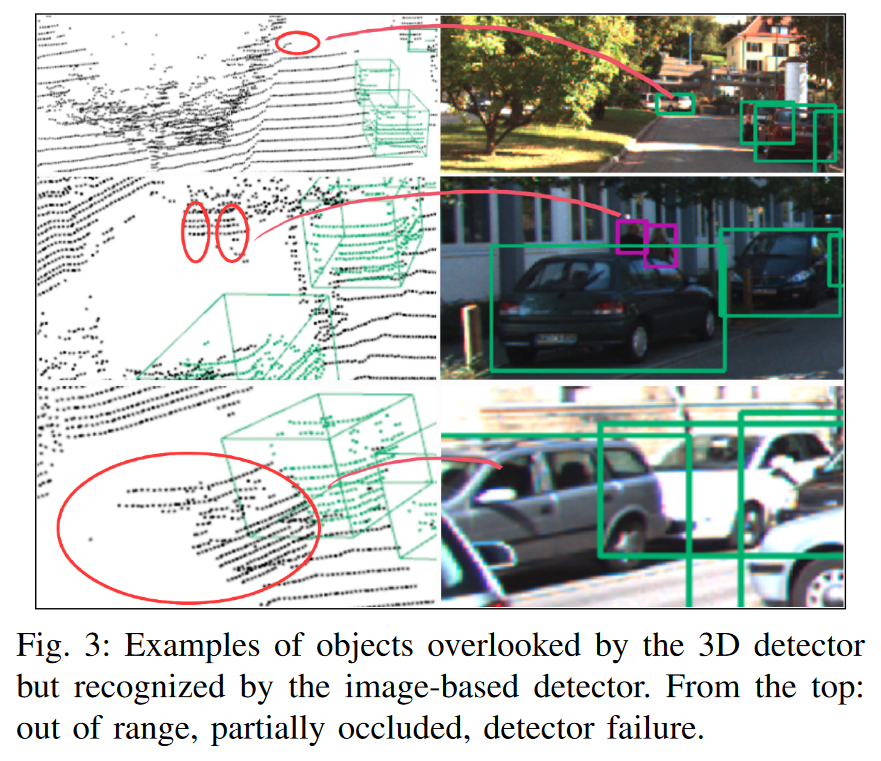 Fig. 3: Examples of objects overlooked by the 3D detector
but recognized by the image-based detector. From the top:
out of range, partially occluded, detector failure.